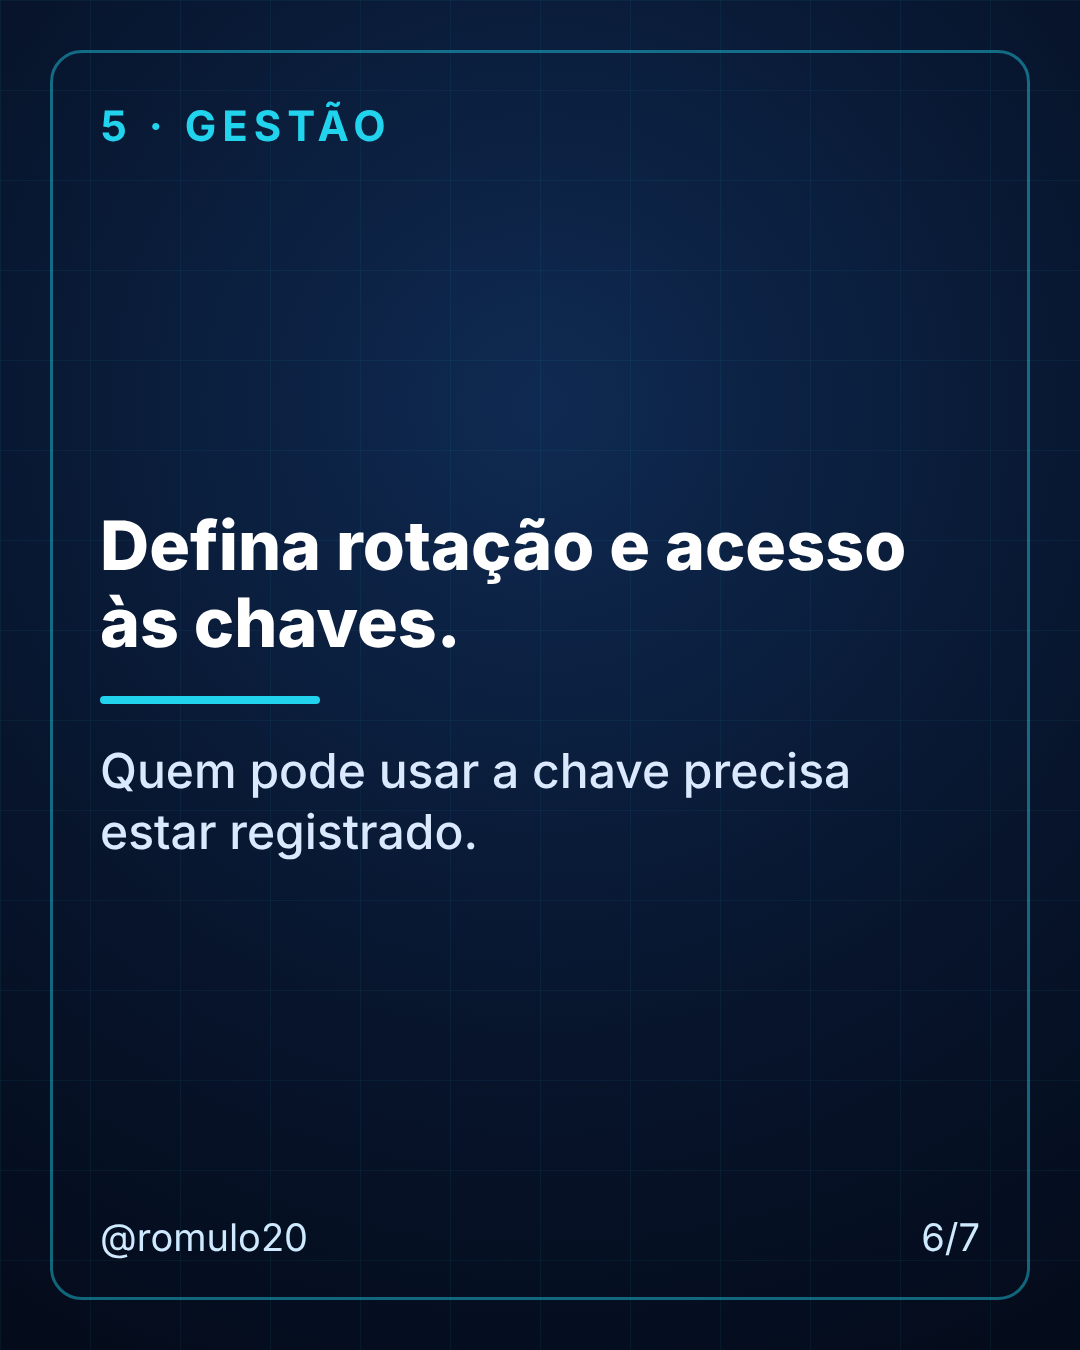 5 · GESTÃO
Defina rotação e acesso
às chaves.
Quem pode usar a chave precisa
estar registrado.
@romulo20
6/7